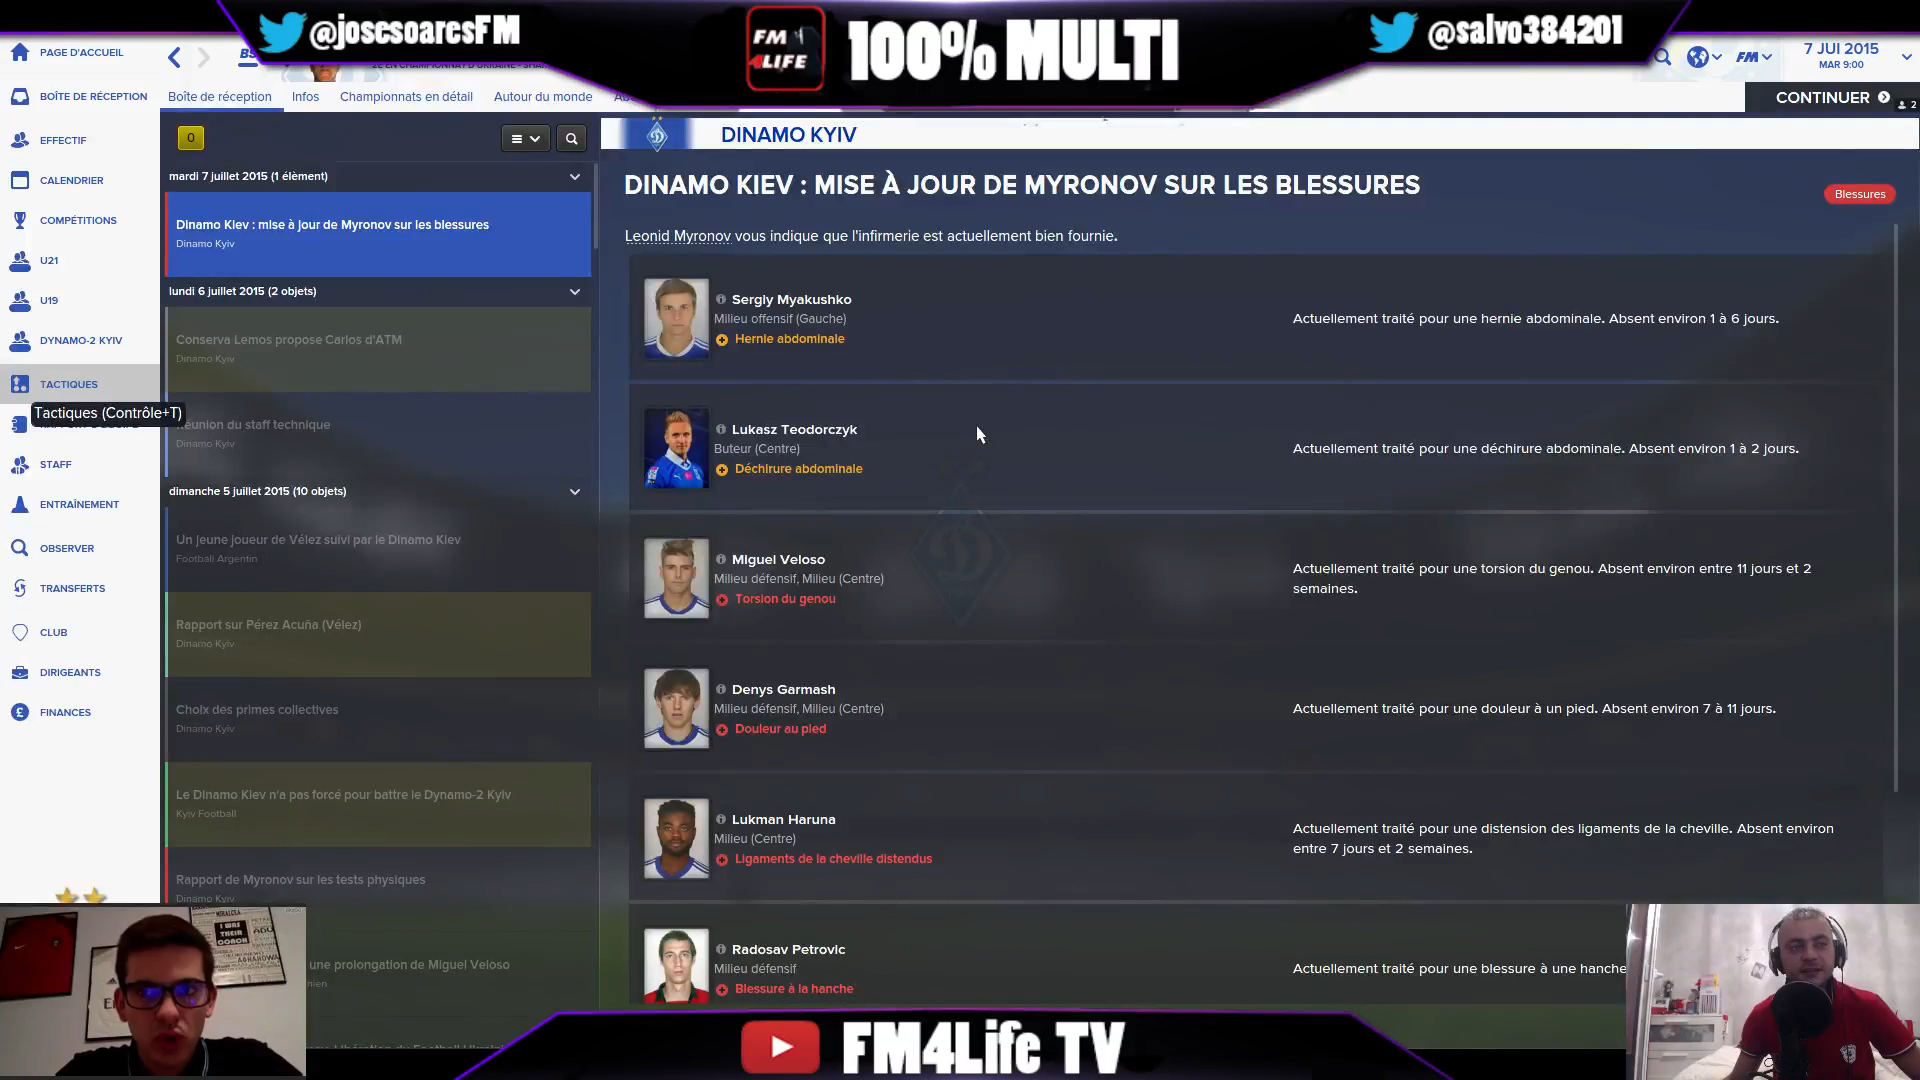 @josesoaresFM
FM
4LIFE
100% MULTI
@salvo384201
PAGE D'ACCUEIL
BOÎTE DE RÉCEPTION
EFFECTIF
CALENDRIER
COMPÉTITIONS
U21
U19
DYNAMO-2 KYIV
TACTIQUES
Tactiques (Contrôle+T)
STAFF
ENTRAÎNEMENT
OBSERVER
TRANSFERTS
CLUB
DIRIGEANTS
FINANCES
FM
7 JUI 2015
MAR 9:00
Boîte de réception
Infos
Championnats en détail
Autour du monde
CONTINUER
2
0
mardi 7 juillet 2015 (1 élèment)
Dinamo Kiev : mise à jour de Myronov sur les blessures
Dinamo Kyiv
lundi 6 juillet 2015 (2 objets)
Conserva Lemos propose Carlos d'ATM
Dinamo Kyiv
Réunion du staff technique
Dinamo Kyiv
dimanche 5 juillet 2015 (10 objets)
Un jeune joueur de Vélez suivi par le Dinamo Kiev
Football Argentin
Rapport sur Pérez Acuña (Vélez)
Dinamo Kyiv
Choix des primes collectives
Dinamo Kyiv
Le Dinamo Kiev n'a pas forcé pour battre le Dynamo-2 Kyiv
Kyiv Football
Rapport de Myronov sur les tests physiques
Dinamo Kyiv
une prolongation de Miguel Veloso
DINAMO KYIV
DINAMO KIEV : MISE À JOUR DE MYRONOV SUR LES BLESSURES
Blessures
Leonid Myronov vous indique que l'infirmerie est actuellement bien fournie.
Sergiy Myakushko
Milieu offensif (Gauche)
Hernie abdominale
Actuellement traité pour une hernie abdominale. Absent environ 1 à 6 jours.
Lukasz Teodorczyk
Buteur (Centre)
Déchirure abdominale
Actuellement traité pour une déchirure abdominale. Absent environ 1 à 2 jours.
Miguel Veloso
Milieu défensif, Milieu (Centre)
Torsion du genou
Actuellement traité pour une torsion du genou. Absent environ entre 11 jours et 2
semaines.
Denys Garmash
Milieu défensif, Milieu (Centre)
Douleur au pied
Actuellement traité pour une douleur à un pied. Absent environ 7 à 11 jours.
Lukman Haruna
Milieu (Centre)
Ligaments de la cheville distendus
Actuellement traité pour une distension des ligaments de la cheville. Absent environ
entre 7 jours et 2 semaines.
Radosav Petrovic
Milieu défensif
Blessure à la hanche
Actuellement traité pour une blessure à une hanche
I WAS
THEIR
COACH
FM4Life TV